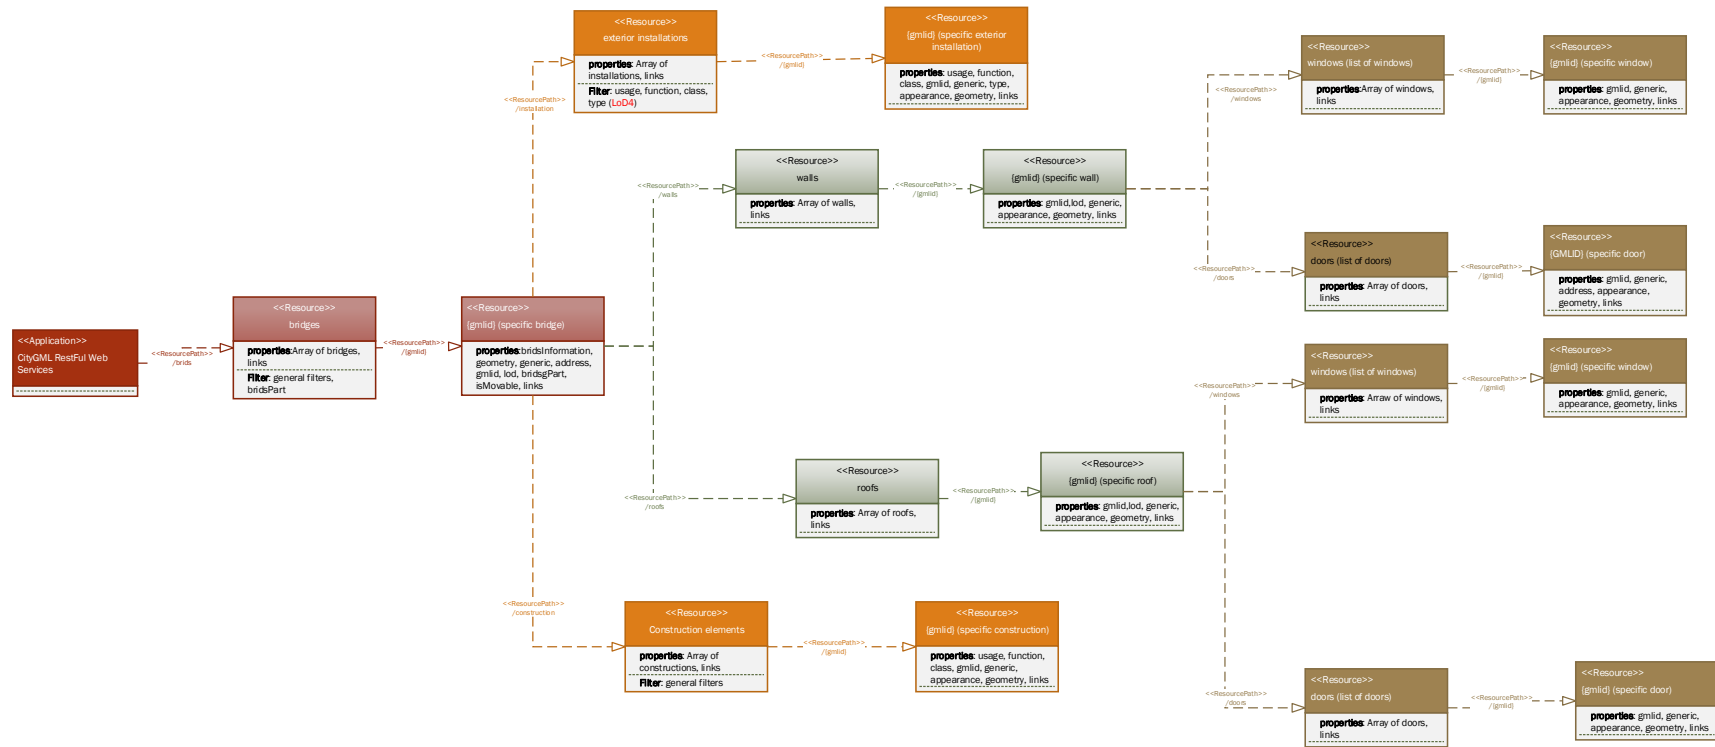 <<Application>>
CityGML RestFul Web
Services
<<ResourcePath>>
/brids
<<Resource>>
bridges
properties:Array of bridges,
links
Filter: general filters,
bridsPart
<<ResourcePath>>
/{gmlid}
<<Resource>>
{gmlid} (specific bridge)
properties:bridsInformation,
geometry, generic, address,
gmlid, lod, bridsgPart,
isMovable, links
<<ResourcePath>>
/installation
<<Resource>>
exterior installations
properties: Array of
installations, links
Filter: usage, function, class,
type (LoD4)
<<ResourcePath>>
/{gmlid}
<<Resource>>
{gmlid} (specific exterior
installation)
properties: usage, function,
class, gmlid, generic, type,
appearance, geometry, links
<<ResourcePath>>
/walls
<<Resource>>
walls
properties: Array of walls,
links
<<ResourcePath>>
/{gmlid}
<<Resource>>
{gmlid} (specific wall)
properties: gmlid,lod, generic,
appearance, geometry, links
<<ResourcePath>>
/windows
<<Resource>>
windows (list of windows)
properties:Array of windows,
links
<<ResourcePath>>
/{gmlid}
<<Resource>>
{gmlid} (specific window)
properties: gmlid, generic,
appearance, geometry, links
<<ResourcePath>>
/doors
<<Resource>>
doors (list of doors)
properties: Array of doors,
links
<<ResourcePath>>
/{gmlid}
<<Resource>>
{GMLID} (specific door)
properties: gmlid, generic,
address, appearance,
geometry, links
<<ResourcePath>>
/roofs
<<Resource>>
roofs
properties: Array of roofs,
links
<<ResourcePath>>
/{gmlid}
<<Resource>>
{gmlid} (specific roof)
properties: gmlid,lod, generic,
appearance, geometry, links
<<ResourcePath>>
/windows
<<Resource>>
windows (list of windows)
properties: Arraw of windows,
links
<<ResourcePath>>
/{gmlid}
<<Resource>>
{gmlid} (specific window)
properties: gmlid, generic,
appearance, geometry, links
<<ResourcePath>>
/doors
<<Resource>>
doors (list of doors)
properties: Array of doors,
links
<<ResourcePath>>
/{gmlid}
<<Resource>>
{gmlid} (specific door)
properties: gmlid, generic,
appearance, geometry, links
<<ResourcePath>>
/construction
<<Resource>>
Construction elements
properties: Array of
constructions, links
Filter: general filters
<<ResourcePath>>
/{gmlid}
<<Resource>>
{gmlid} (specific construction)
properties: usage, function,
class, gmlid, generic,
appearance, geometry, links